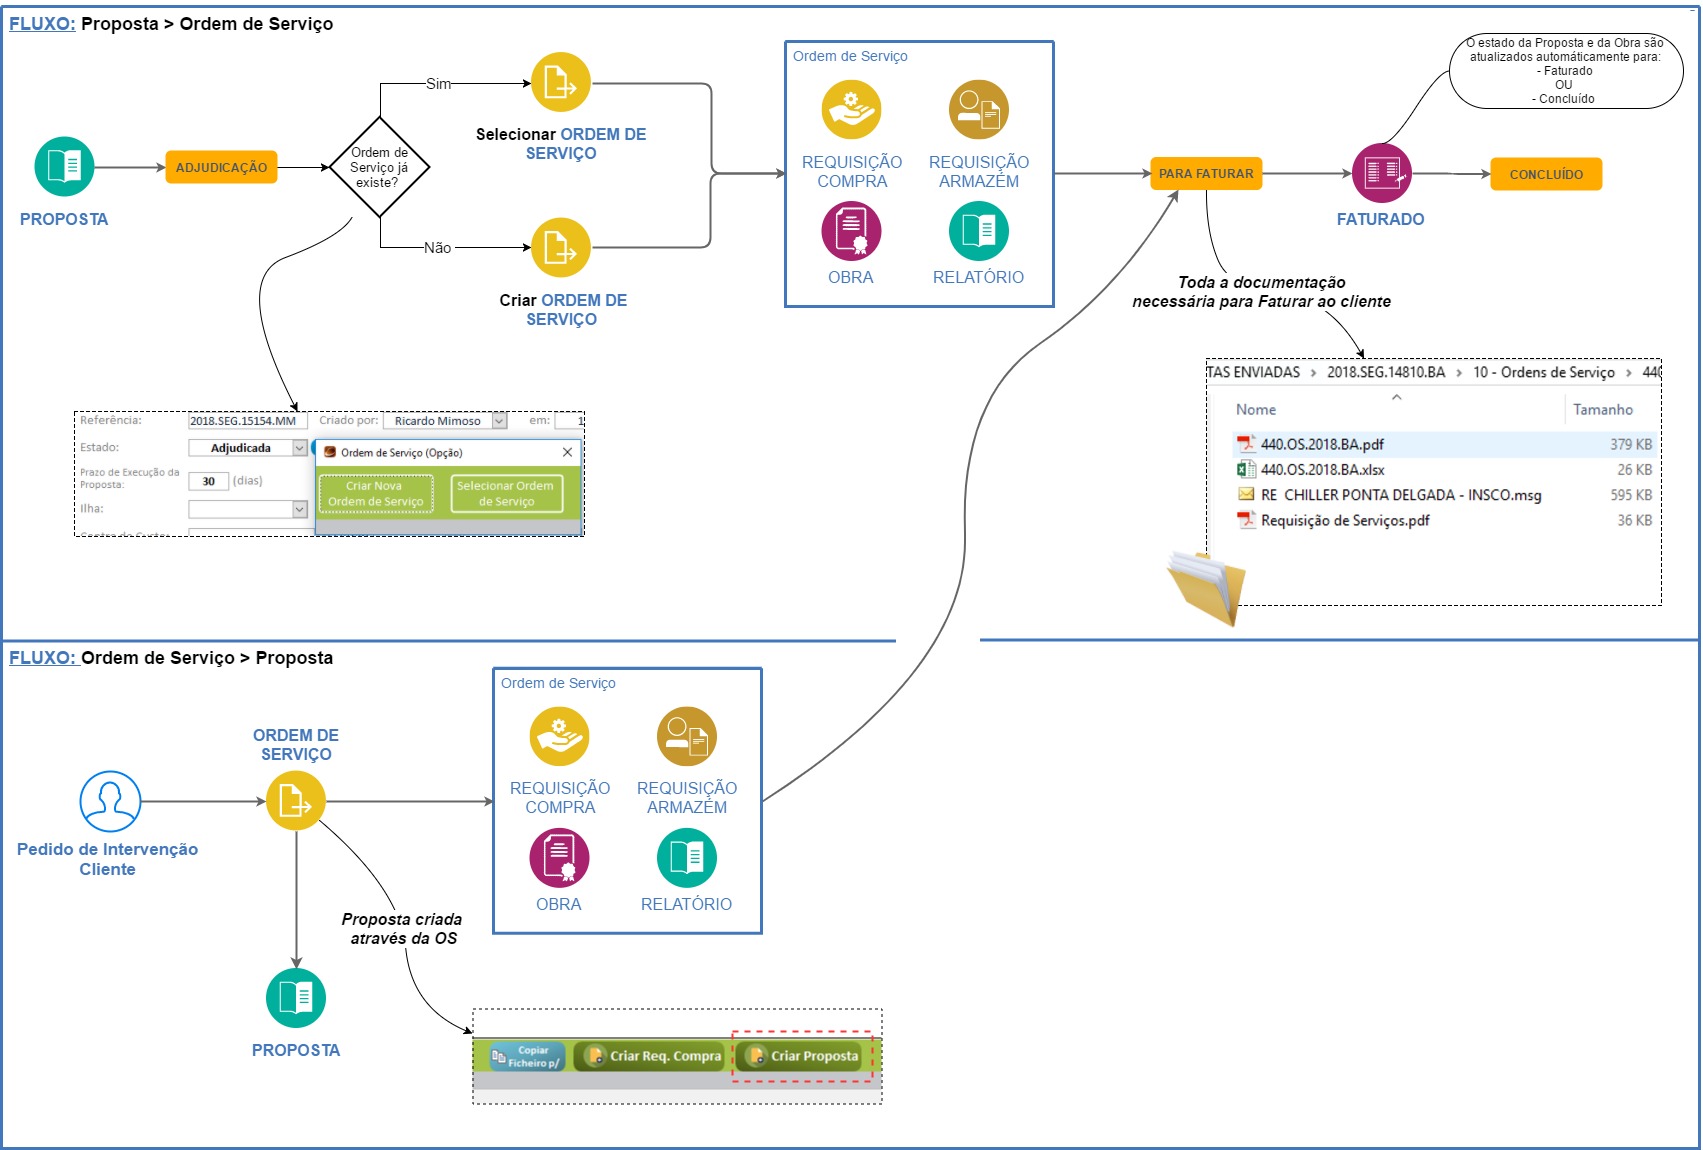 FLUXO: Proposta > Ordem de Serviço
O estado da Proposta e da Obra são
atualizados automáticamente para:
- Faturado
OU
- Concluído
Sim
Selecionar ORDEM DE
SERVIÇO
PROPOSTA
ADJUDICAÇÃO
Ordem de
Serviço já
existe?
Não
Criar ORDEM DE
SERVIÇO
Ordem de Serviço
REQUISIÇÃO
COMPRA
REQUISIÇÃO
ARMAZÉM
OBRA
RELATÓRIO
PARA FATURAR
FATURADO
CONCLUÍDO
Toda a documentação
necessária para Faturar ao cliente
TAS ENVIADAS > 2018.SEG.14810.BA > 10 - Ordens de Serviço > 440
Nome
Tamanho
440.OS.2018.BA.pdf 379 KB
440.OS.2018.BA.xlsx 26 KB
RE CHILLER PONTA DELGADA - INSCO.msg 595 KB
Requisição de Serviços.pdf 36 KB
Referência: 2018.SEG.15154.MM Criado por: Ricardo Mimoso em: 1
Estado: Adjudicada
Prazo de Execução da
Proposta:
30 (dias)
Ilha:
Ordem de Serviço (Opção)
Criar Nova
Ordem de Serviço
Selecionar Ordem
de Serviço
FLUXO: Ordem de Serviço > Proposta
ORDEM DE
SERVIÇO
Pedido de Intervenção
Cliente
PROPOSTA
Proposta criada
através da OS
Ordem de Serviço
REQUISIÇÃO
COMPRA
REQUISIÇÃO
ARMAZÉM
OBRA
RELATÓRIO
Copiar
Ficheiro p/
Criar Req. Compra
Criar Proposta